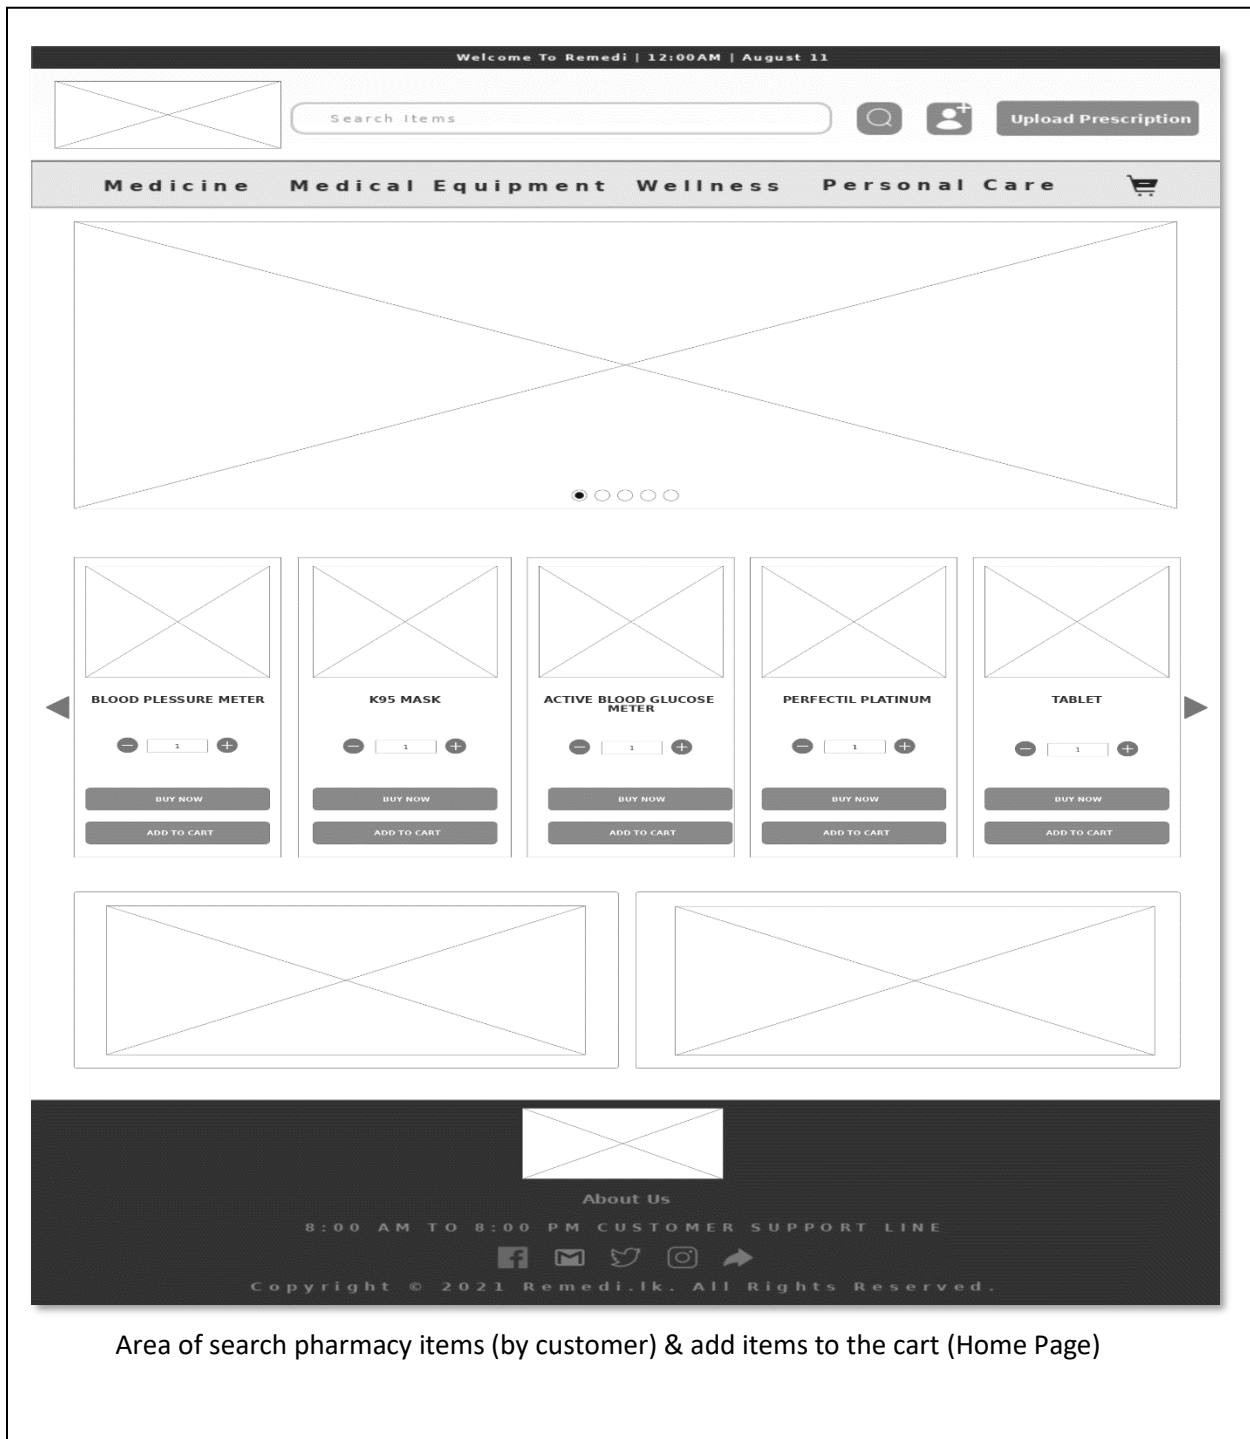 Welcome To Remedi | 12:00AM | August 11
Search Items
Upload Prescription
Medicine Medical Equipment Wellness Personal Care
BLOOD PLESSURE METER
1
BUY NOW
ADD TO CART
K95 MASK
1
BUY NOW
ADD TO CART
ACTIVE BLOOD GLUCOSE
METER
1
BUY NOW
ADD TO CART
PERFECTIL PLATINUM
1
BUY NOW
ADD TO CART
TABLET
1
BUY NOW
ADD TO CART
About Us
8:00 AM TO 8:00 PM CUSTOMER SUPPORT LINE
Copyright © 2021 Remedi.lk. All Rights Reserved.
Area of search pharmacy items (by customer) & add items to the cart (Home Page)